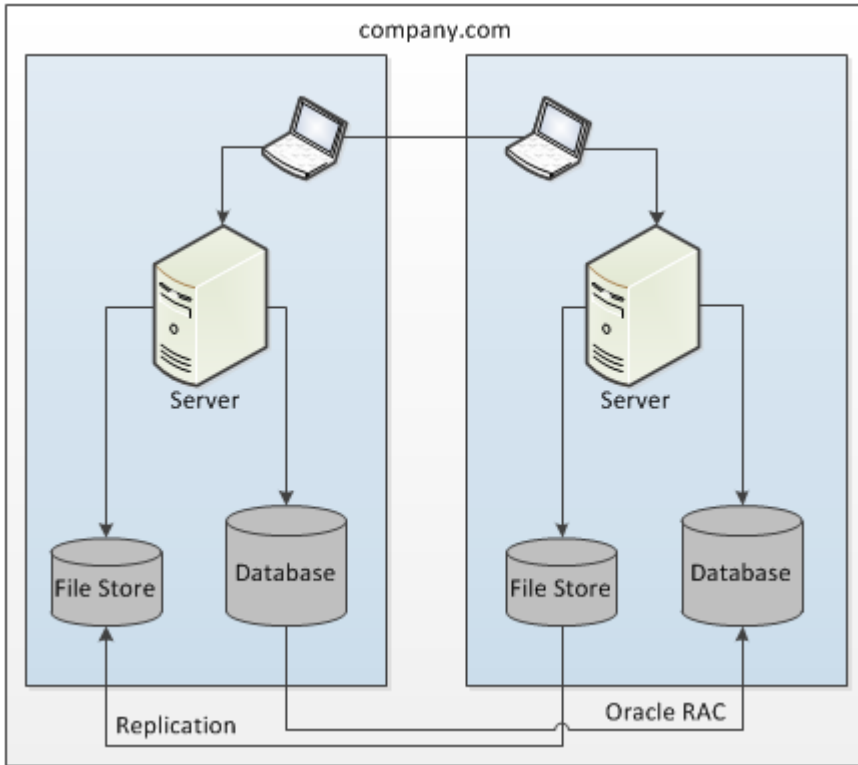 company.com
Server
Server
File Store
Database
File Store
Database
Replication
Oracle RAC